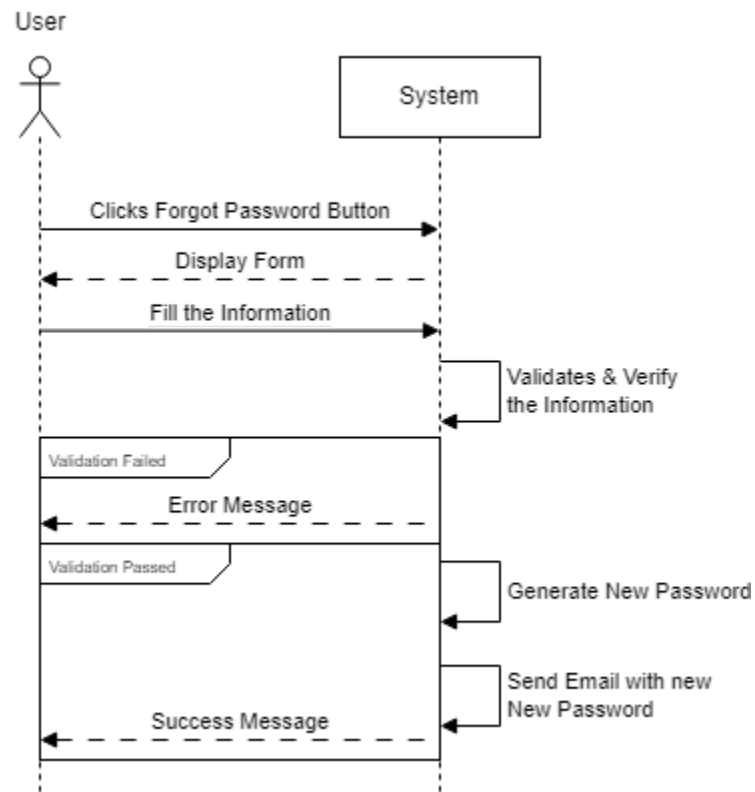 User
System
Clicks Forgot Password Button
Display Form
Fill the Information
Validates & Verify
the Information
Validation Failed
Error Message
Validation Passed
Generate New Password
Send Email with new
New Password
Success Message